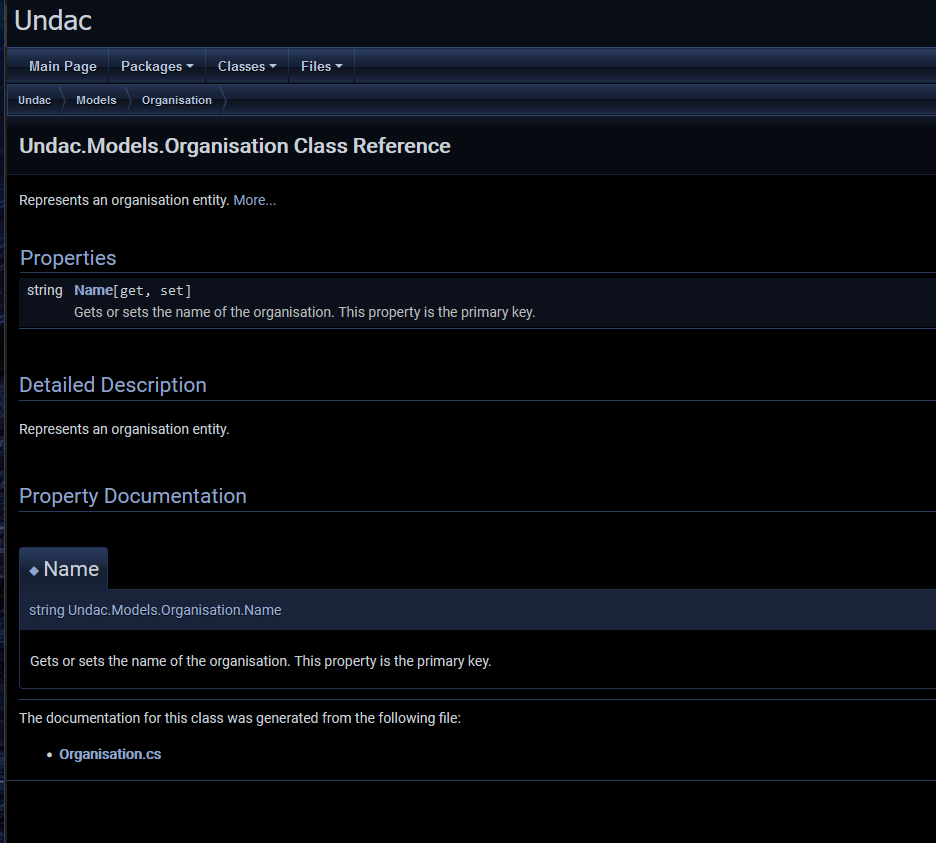 Undac
Main Page Packages Classes Files
Undac Models Organisation
Undac.Models.Organisation Class Reference
Represents an organisation entity. More...
Properties
string Name[get, set]
Gets or sets the name of the organisation. This property is the primary key.
Detailed Description
Represents an organisation entity.
Property Documentation
◆ Name
string Undac.Models.Organisation.Name
Gets or sets the name of the organisation. This property is the primary key.
The documentation for this class was generated from the following file:
• Organisation.cs